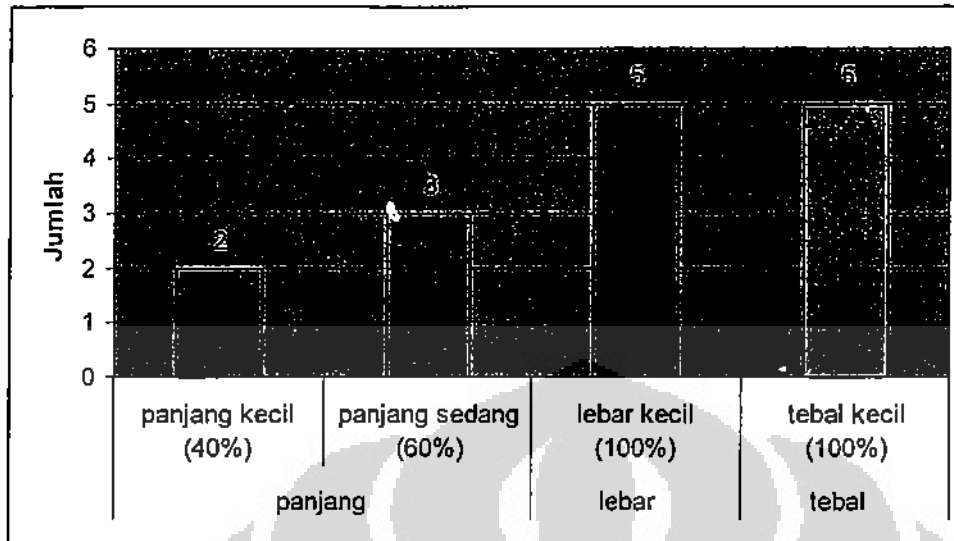 6
5
4
3
2
1
0
Jumlah
2
3
5
5
panjang kecil
(40%)
panjang sedang
(60%)
lebar kecil
(100%)
tebal kecil
(100%)
panjang
lebar
tebal